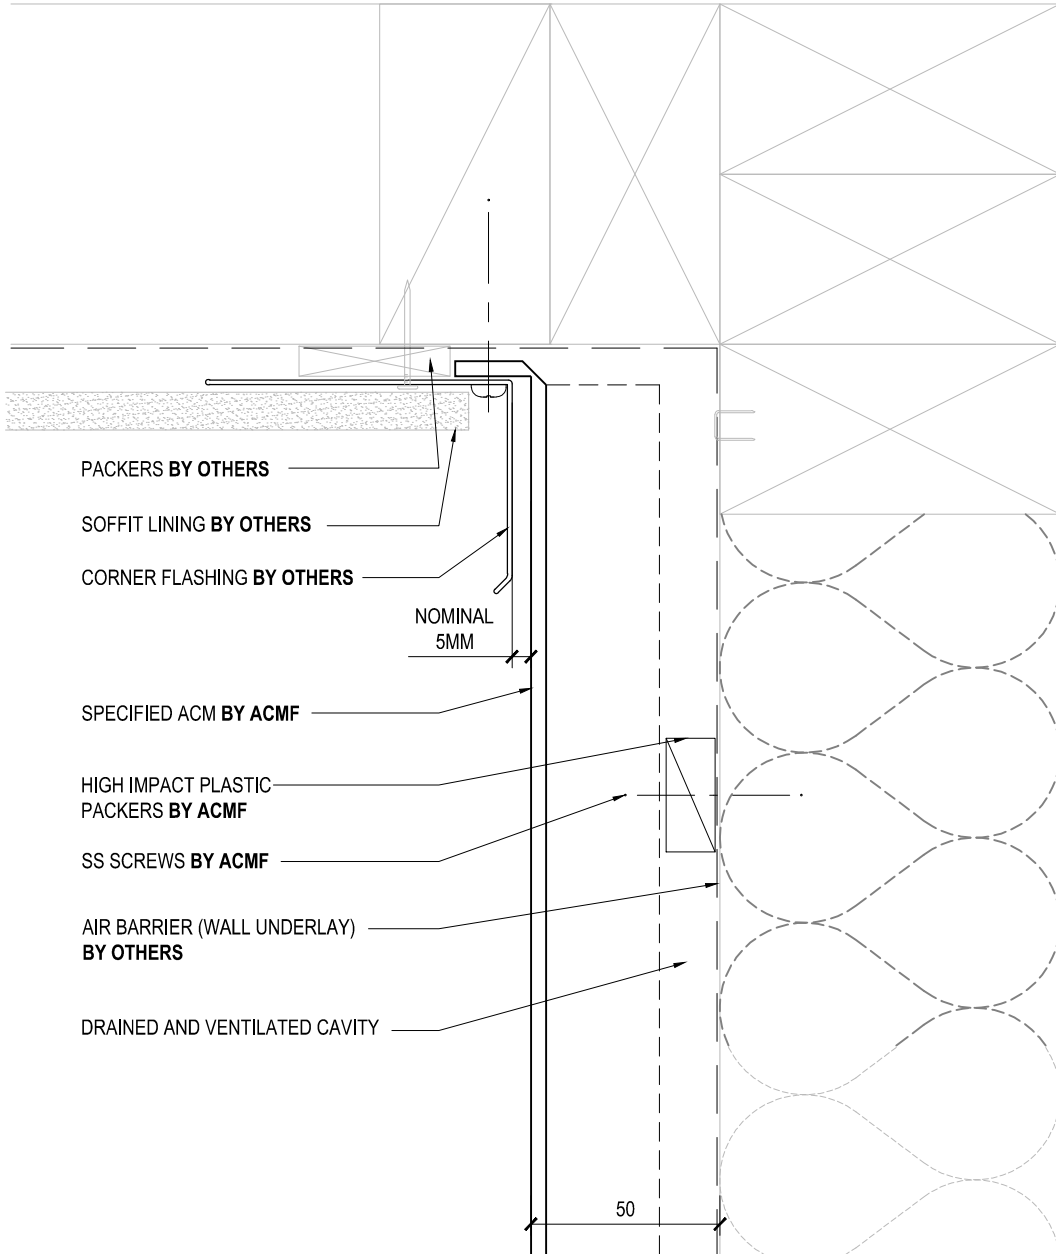 PACKERS BY OTHERS
SOFFIT LINING BY OTHERS
CORNER FLASHING BY OTHERS
NOMINAL
5MM
SPECIFIED ACM BY ACMF
HIGH IMPACT PLASTIC
PACKERS BY ACMF
SS SCREWS BY ACMF
AIR BARRIER (WALL UNDERLAY)
BY OTHERS
DRAINED AND VENTILATED CAVITY
50